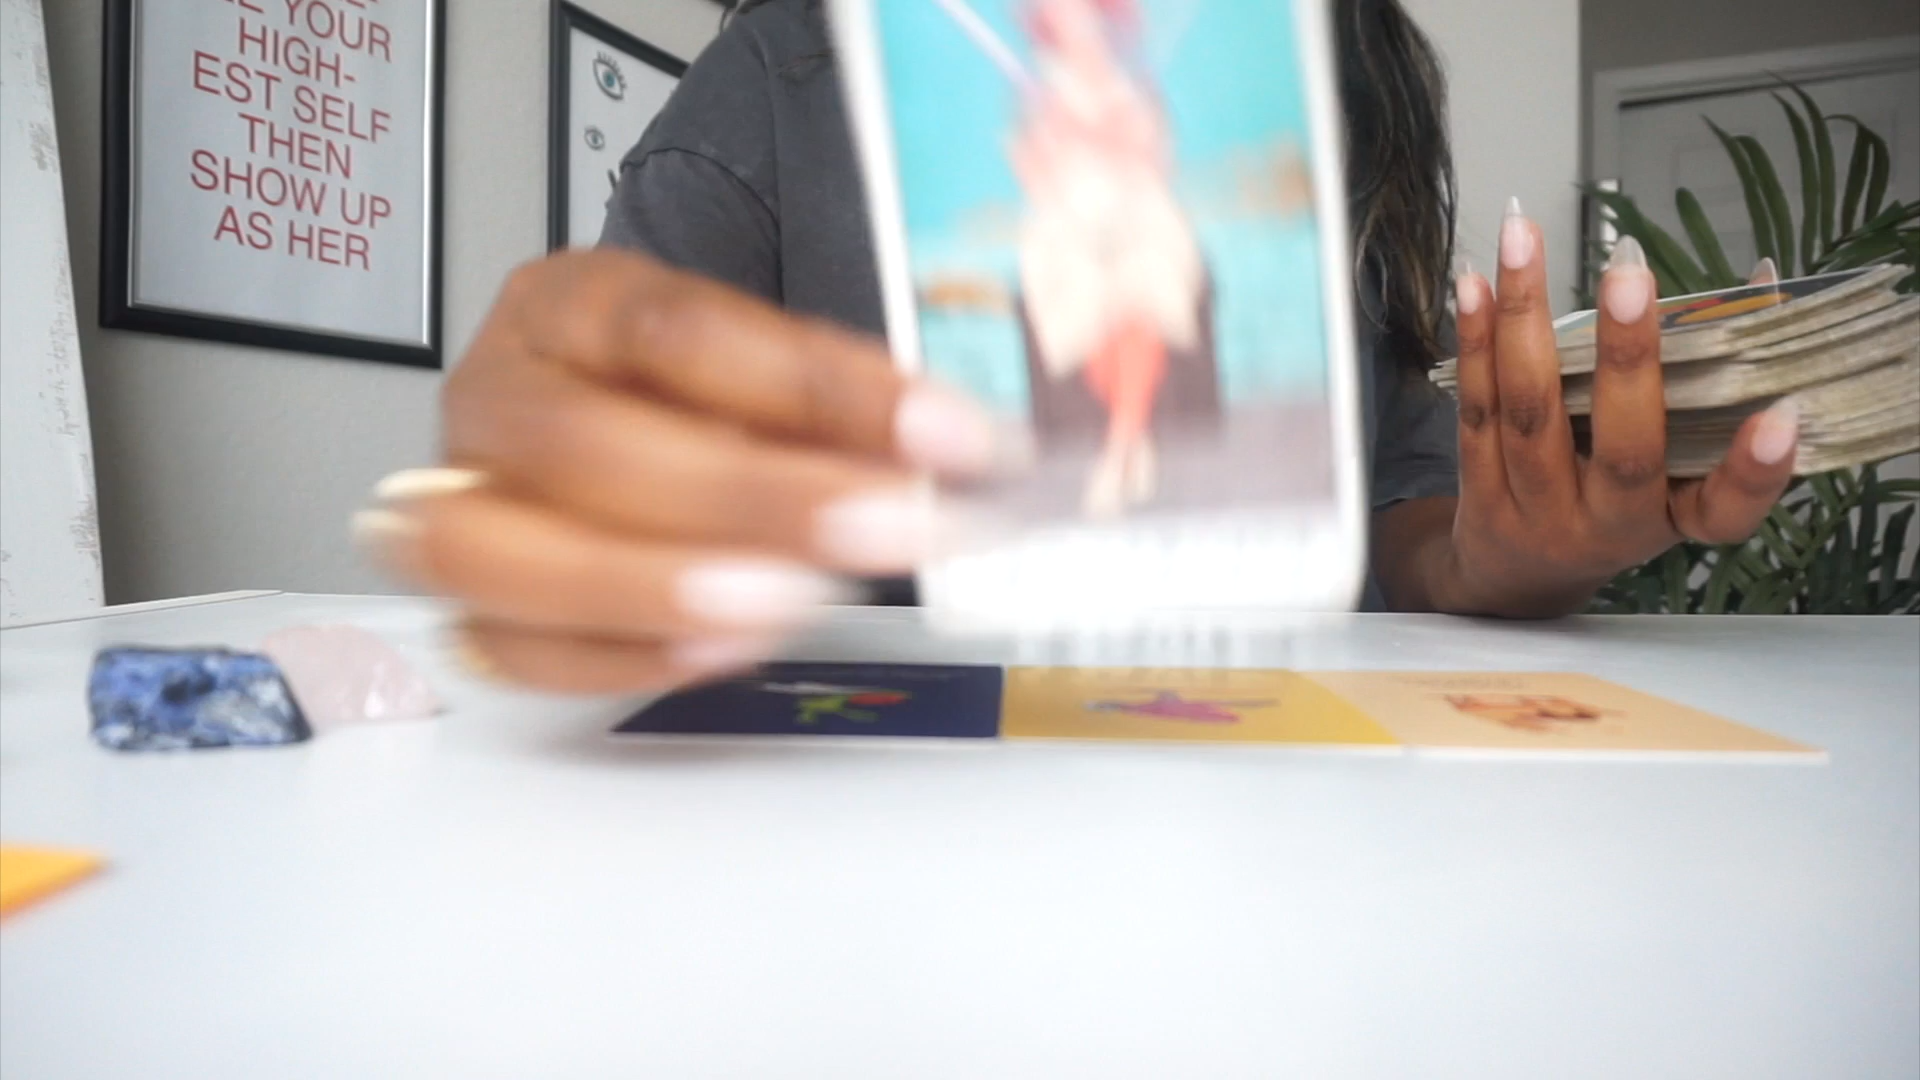 YOUR
HIGH-
EST SELF
THEN
SHOW UP
AS HER